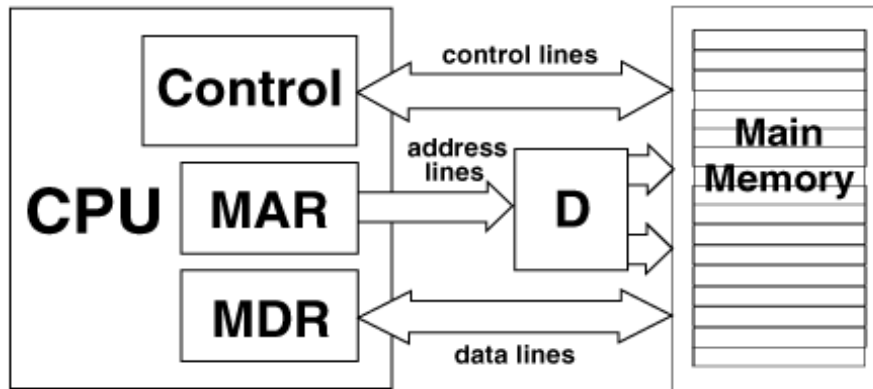 control lines
Control
Main
Memory
address
lines
CPU
MAR
D
MDR
data lines